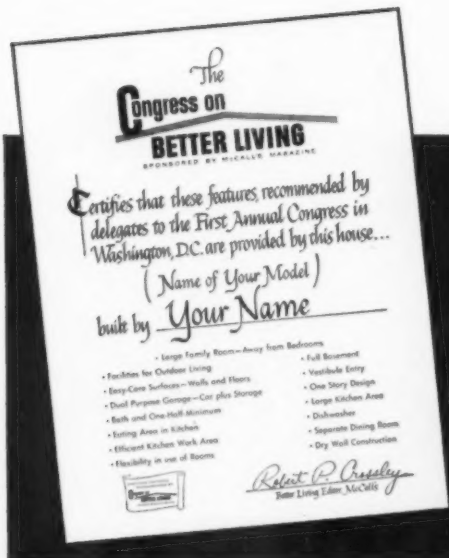 The
Congress on
BETTER LIVING
SPONSORED BY McCALL'S MAGAZINE
Certifies that these features, recommended by
delegates to the First Annual Congress in
Washington, D.C. are provided by this house...
(Name of Your Model)
built by Your Name
• Large Family Room—Away from Bedrooms
• Facilities for Outdoor Living
• Easy-Care Surfaces—Walls and Floors
• Dual Purpose Garage—Car plus Storage
• Bath and One-Half Minimum
• Eating Area in Kitchen
• Efficient Kitchen Work Area
• Flexibility in use of Rooms
• Full Basement
• Vestibule Entry
• One Story Design
• Large Kitchen Area
• Dishwasher
• Separate Dining Room
• Dry Wall Construction
Robert P. Crossley
Better Living Editor, McCall's